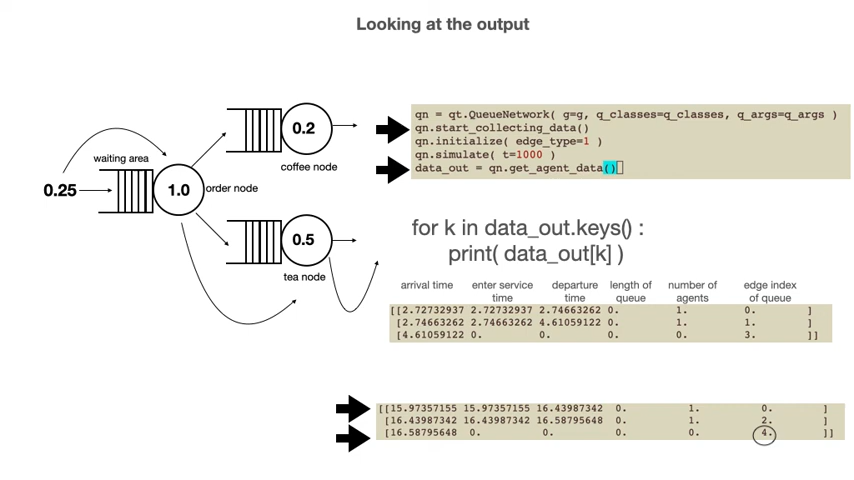 Looking at the output
qn = qt.QueueNetwork( g=g, q_classes=q_classes, q_args=q_args )
qn.start_collecting_data()
qn.initialize( edge_type=1 )
qn.simulate( t=1000 )
data_out = qn.get_agent_data()
0.2
coffee node
waiting area
0.25
1.0
order node
0.5
tea node
for k in data_out.keys() :
print( data_out[k] )
arrival time enter service time departure time length of queue number of agents edge index of queue
[[2.72732937 2.72732937 2.74663262 0. 1. 0. ]
[2.74663262 2.74663262 4.61059122 0. 1. 1. ]
[4.61059122 0. 0. 0. 0. 3. ]]
[[15.97357155 15.97357155 16.43987342 0. 1. 0. ]
[16.43987342 16.43987342 16.58795648 0. 1. 2. ]
[16.58795648 0. 0. 0. 0. 4. ]]